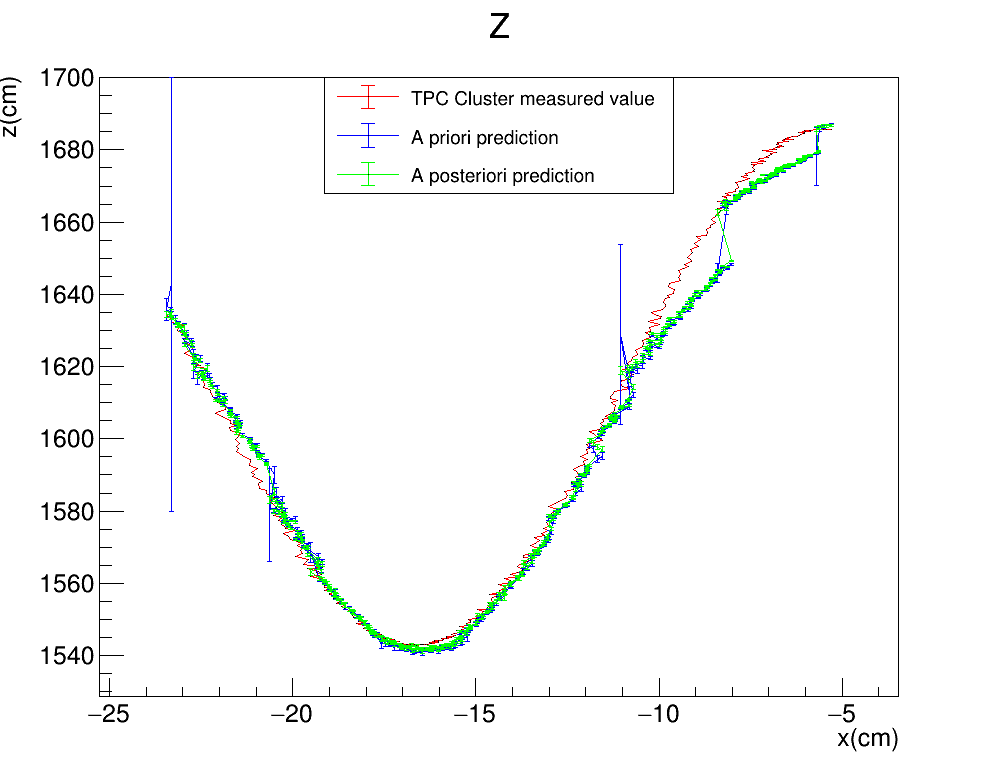 Z
z(cm)
1700
1680
1660
1640
1620
1600
1580
1560
1540
TPC Cluster measured value
A priori prediction
A posteriori prediction
−25 −20 −15 −10 −5
x(cm)